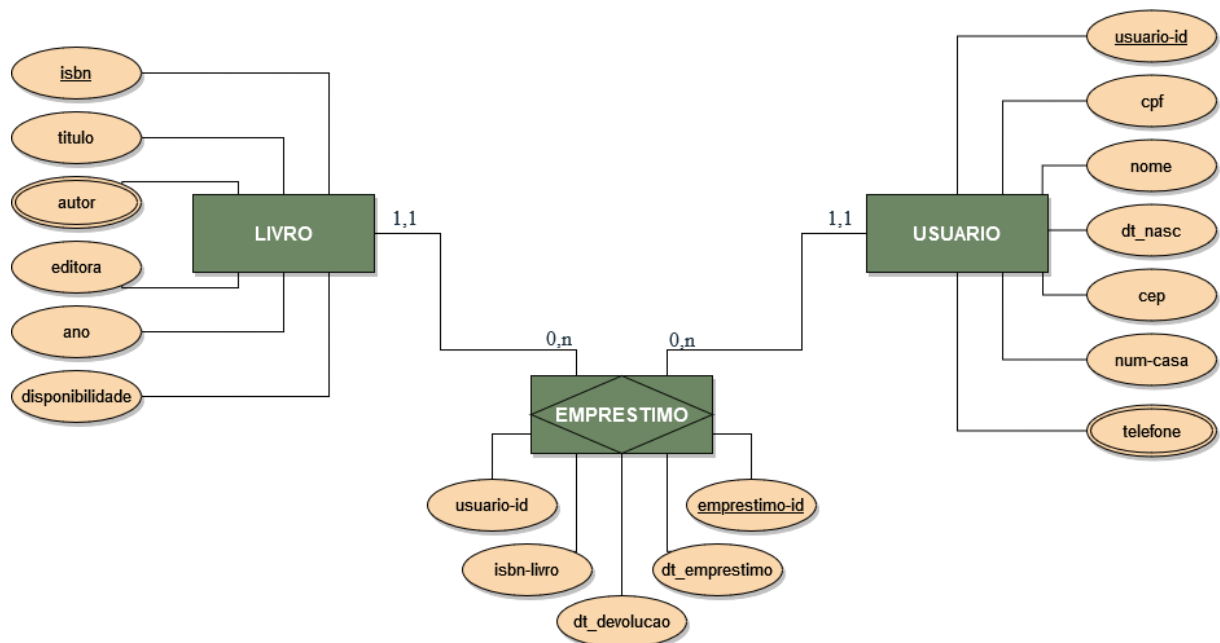 isbn
titulo
autor
editora
ano
disponibilidade
LIVRO
1,1
0,n
EMPRESTIMO
0,n
1,1
USUARIO
usuario-id
cpf
nome
dt_nasc
cep
num-casa
telefone
usuario-id
isbn-livro
dt_devolucao
dt_emprestimo
emprestimo-id